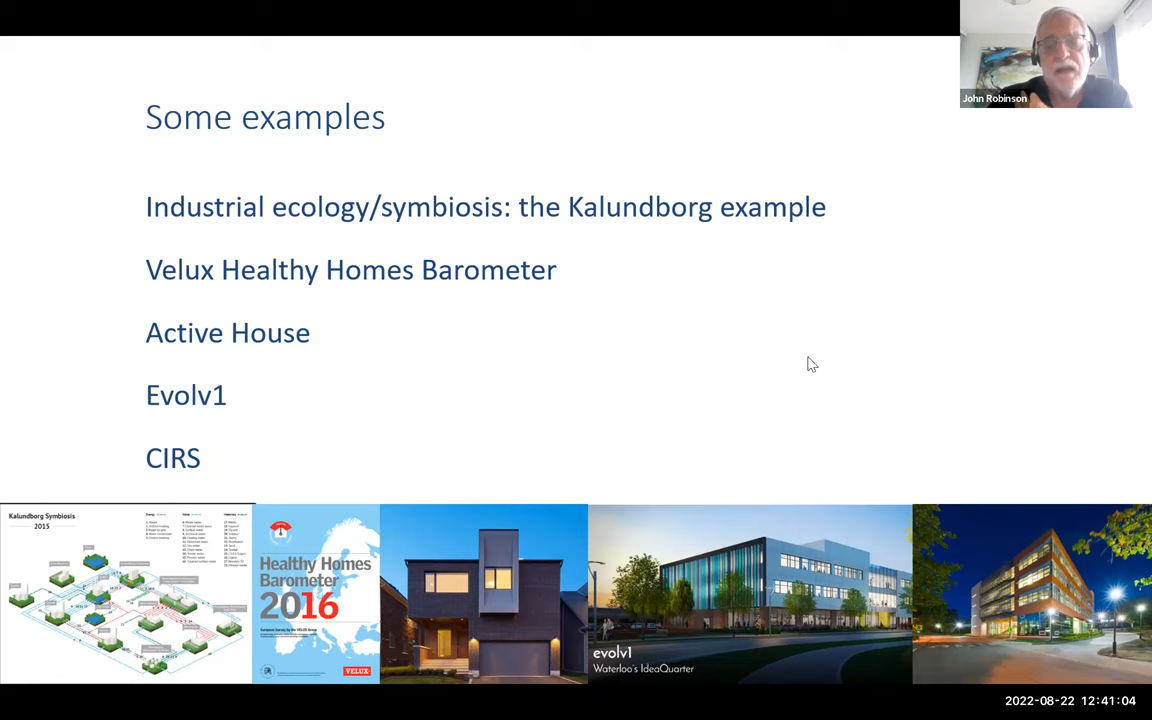 John Robinson
Some examples
Industrial ecology/symbiosis: the Kalundborg example
Velux Healthy Homes Barometer
Active House
Evolv1
CIRS
Kalundborg Symbiosis
2015
Healthy Homes
Barometer
2016
VELUX
evolv1
Waterloo's IdeaQuarter
2022-08-22 12:41:04